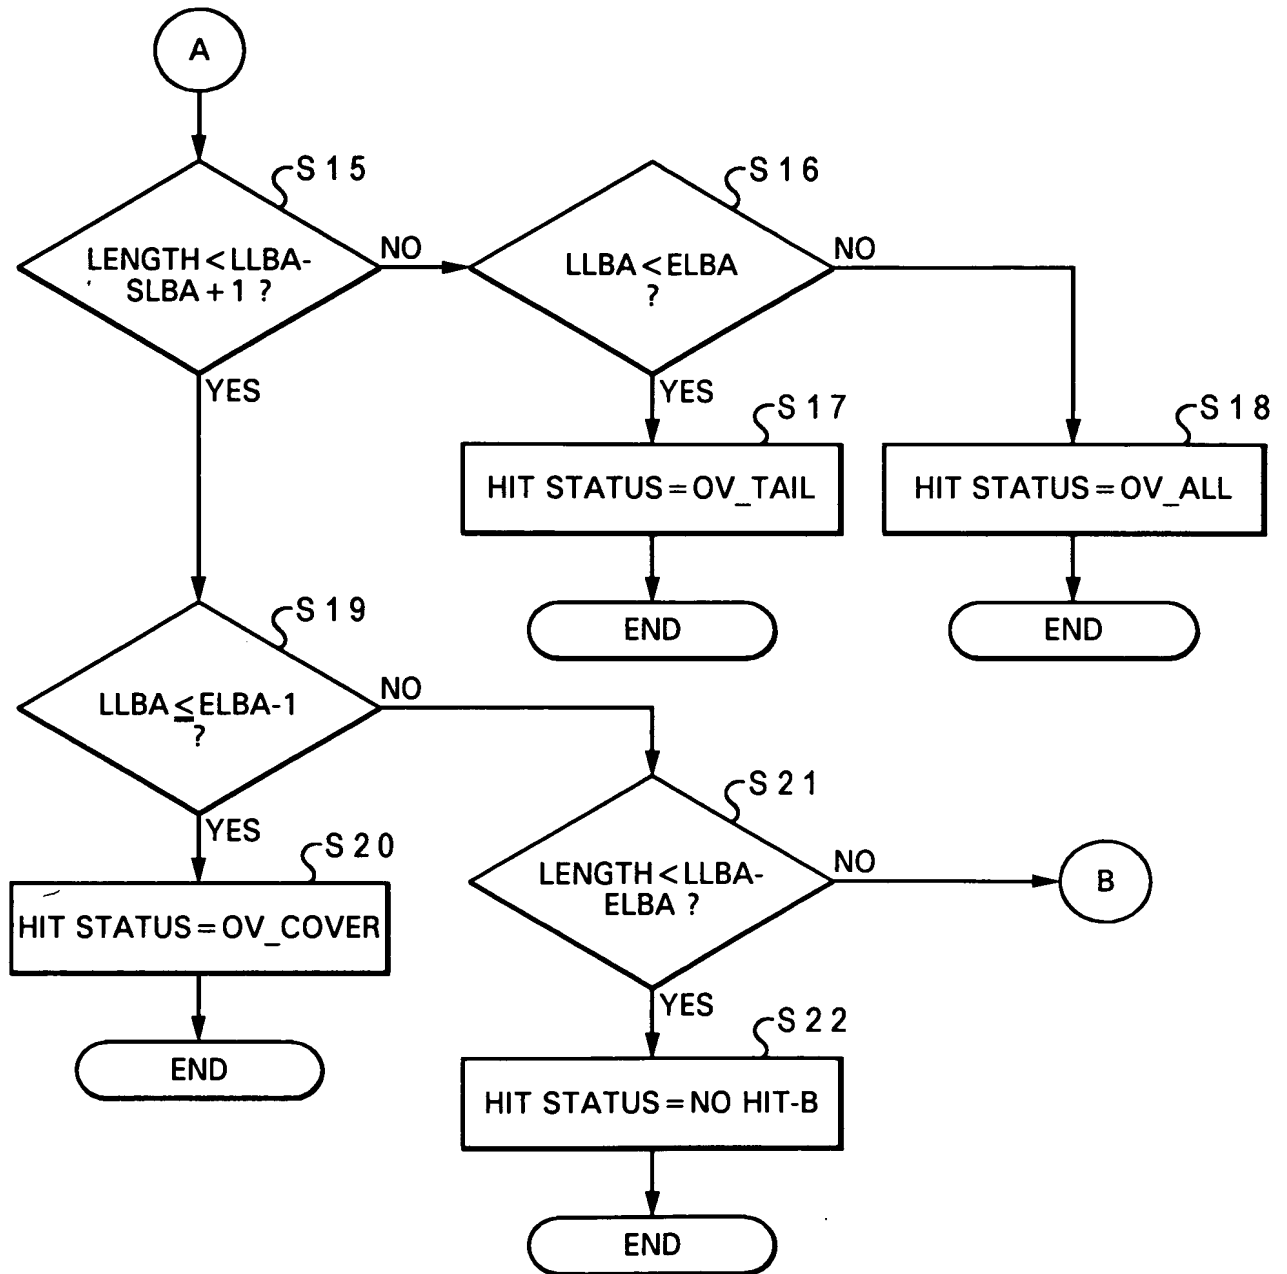 A
S15
LENGTH<LLBA-
SLBA+1 ?
NO
YES
S16
LLBA<ELBA
?
NO
YES
S17
HIT STATUS=OV_TAIL
END
S18
HIT STATUS=OV_ALL
END
S19
LLBA≤ELBA-1
?
NO
YES
S20
HIT STATUS=OV_COVER
END
S21
LENGTH<LLBA-
ELBA ?
NO
B
YES
S22
HIT STATUS=NO HIT-B
END